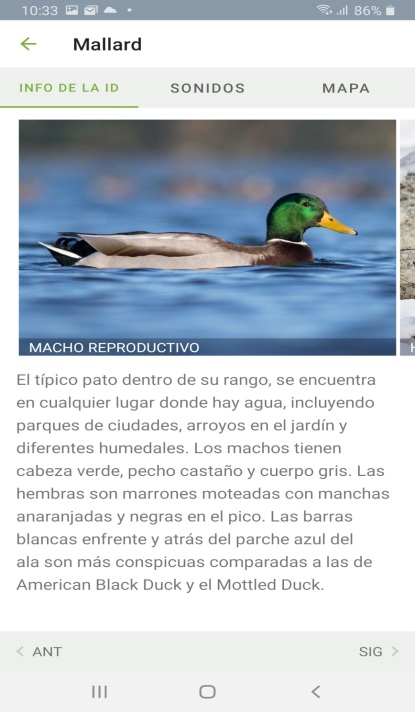 10:33 86%
Mallard
INFO DE LA ID SONIDOS MAPA
MACHO REPRODUCTIVO
El típico pato dentro de su rango, se encuentra
en cualquier lugar donde hay agua, incluyendo
parques de ciudades, arroyos en el jardín y
diferentes humedales. Los machos tienen
cabeza verde, pecho castaño y cuerpo gris. Las
hembras son marrones moteadas con manchas
anaranjadas y negras en el pico. Las barras
blancas enfrente y atrás del parche azul del
ala son más conspicuas comparadas a las de
American Black Duck y el Mottled Duck.
ANT SIG